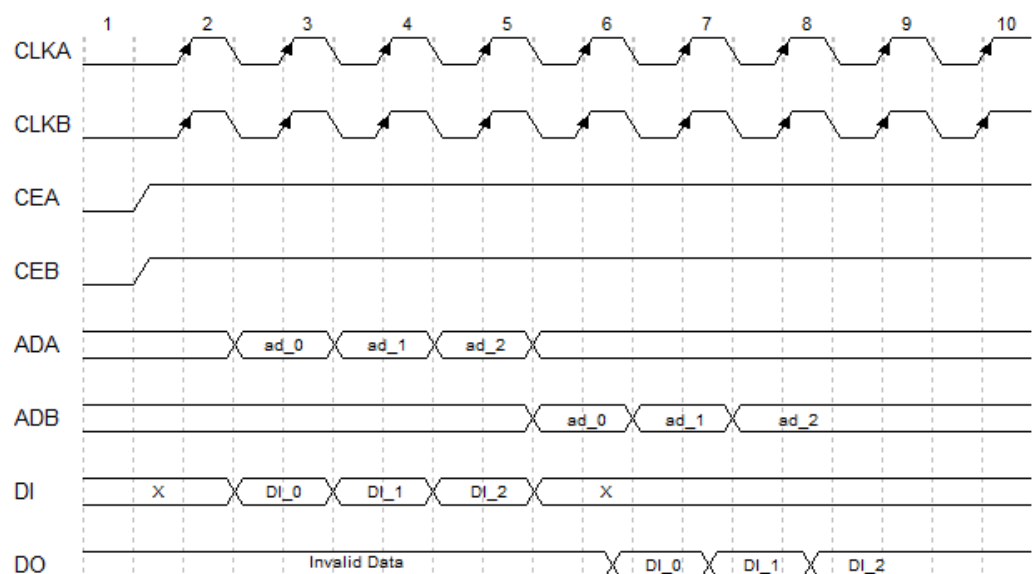 1 2 3 4 5 6 7 8 9 10
CLKA
CLKB
CEA
CEB
ADA ad_0 ad_1 ad_2
ADB ad_0 ad_1 ad_2
DI X DI_0 DI_1 DI_2 X
DO Invalid Data DI_0 DI_1 DI_2